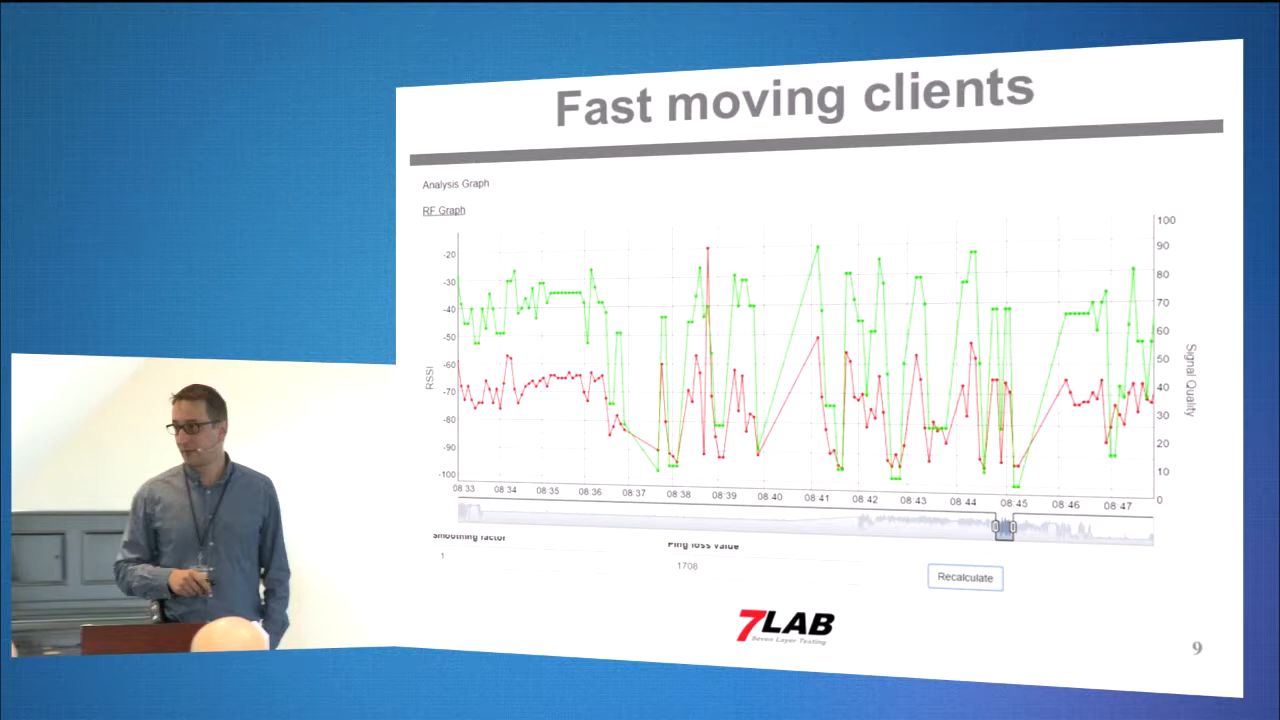 Fast moving clients
Analysis Graph
RF Graph
100
90
80
70
60
50
40
30
20
10
0
-20
-30
-40
-50
-60
-70
-80
-90
-100
RSSI
Signal Quality
08 33 08 34 08 35 08 36 08 37 08 38 08 39 08 40 08 41 08 42 08 43 08 44 08 45 08 46 08 47
Smoothing factor Ping loss value
1 1708
Recalculate
7LAB
Seven Layer Testing
9